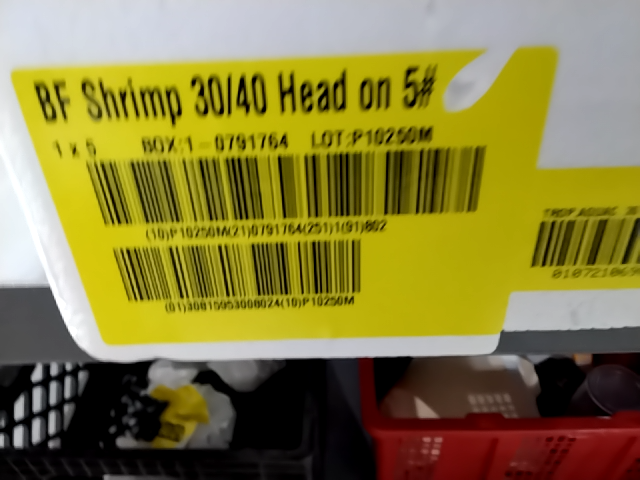 BF Shrimp 30/40 Head on 5#
1 x 5 BOX:1-0791764 LOT:P10250M
(10)P10250M(21)0791764(251)1(91)802
(01)30815953008024(10)P10250M